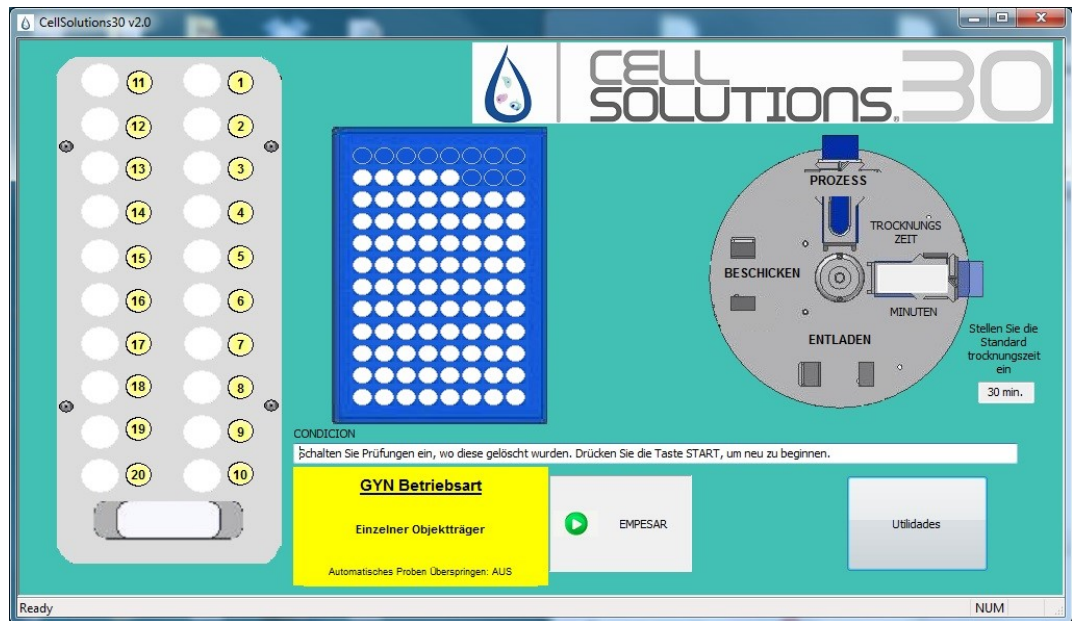 CellSolutions30 v2.0
11 1
12 2
13 3
14 4
15 5
16 6
17 7
18 8
19 9
20 10
CELL
SOLUTIONS® 30
PROZESS
TROCKNUNGS
ZEIT
BESCHICKEN
MINUTEN
ENTLADEN
Stellen Sie die
Standard
trocknungszeit
ein
30 min.
CONDICION
Schalten Sie Prüfungen ein, wo diese gelöscht wurden. Drücken Sie die Taste START, um neu zu beginnen.
GYN Betriebsart
Einzelner Objektträger
Automatisches Proben Überspringen: AUS
EMPESAR
Utilidades
Ready
NUM